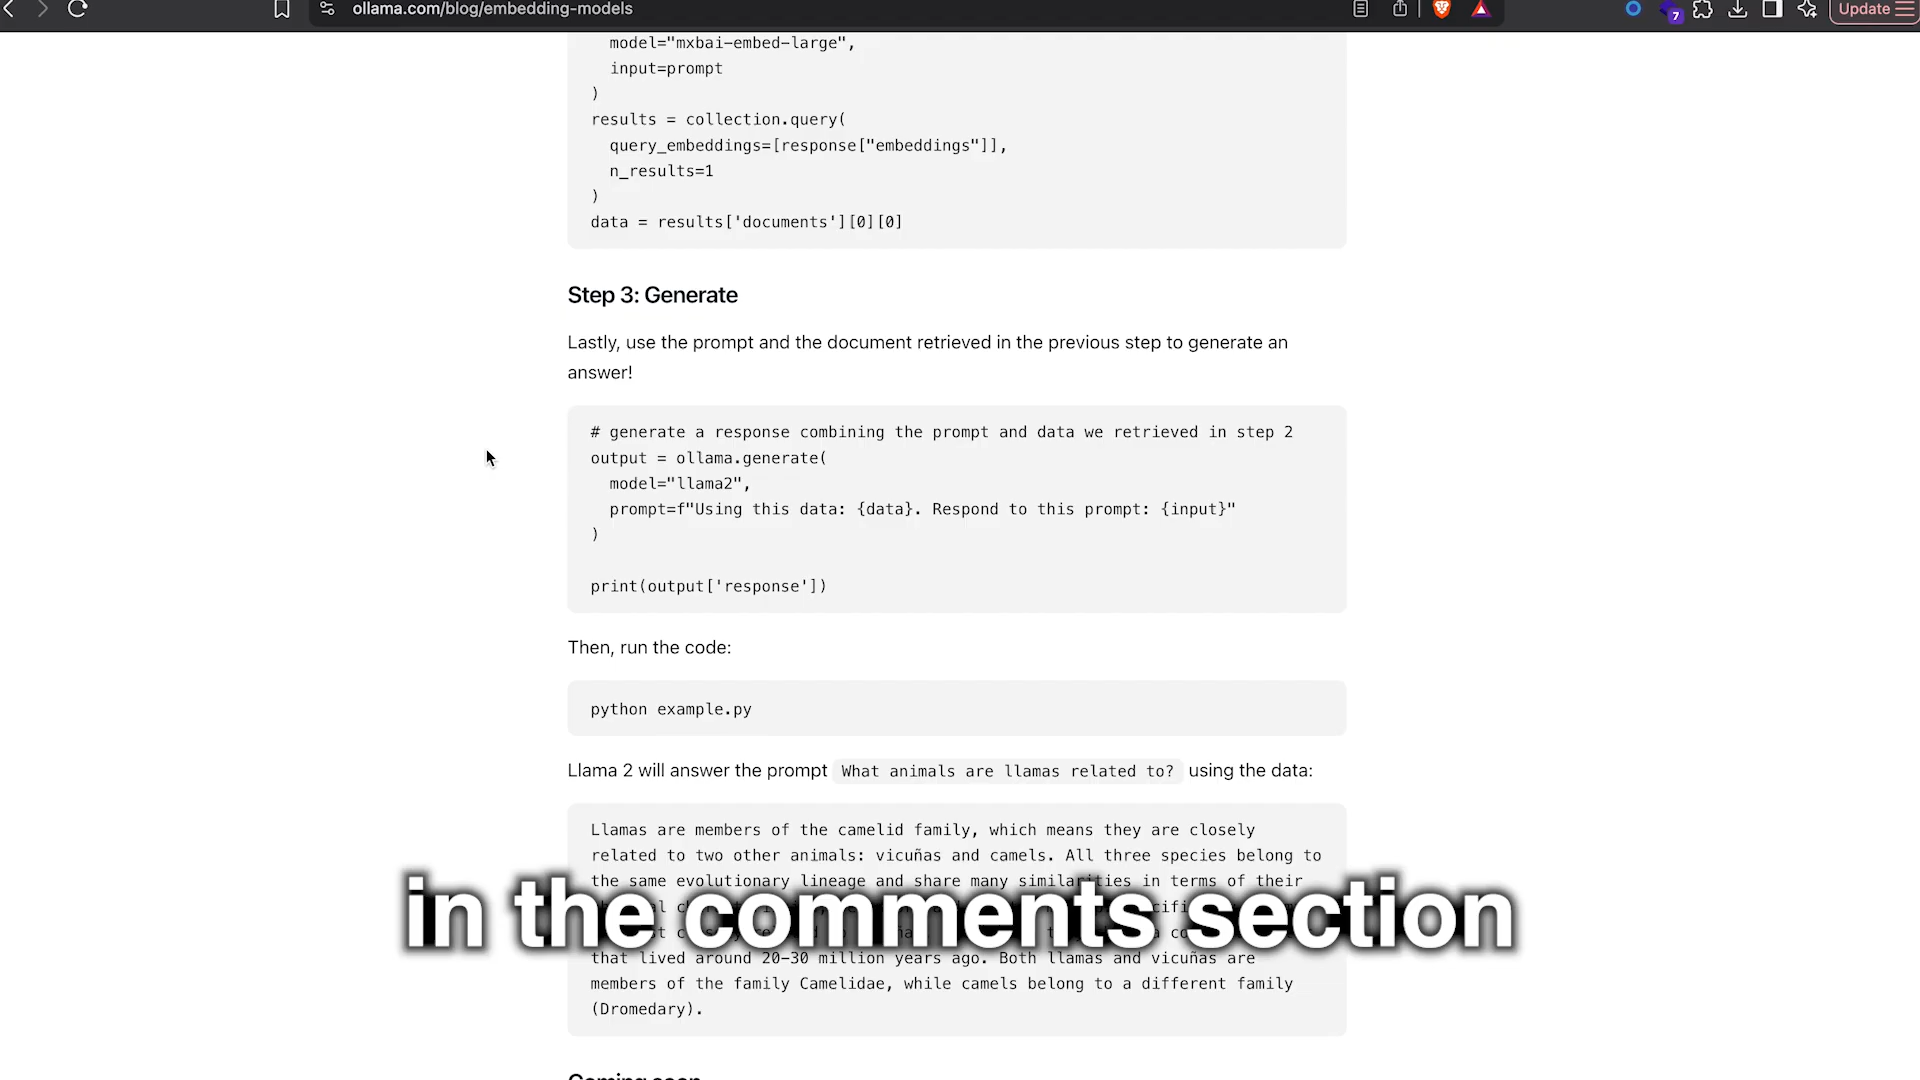 ollama.com/blog/embedding-models
7
Update
model="mxbai-embed-large",
input=prompt
)
results = collection.query(
query_embeddings=[response["embeddings"]],
n_results=1
)
data = results['documents'][0][0]
Step 3: Generate
Lastly, use the prompt and the document retrieved in the previous step to generate an
answer!
# generate a response combining the prompt and data we retrieved in step 2
output = ollama.generate(
model="llama2",
prompt=f"Using this data: {data}. Respond to this prompt: {input}"
)
print(output['response'])
Then, run the code:
python example.py
Llama 2 will answer the prompt What animals are llamas related to? using the data:
Llamas are members of the camelid family, which means they are closely
related to two other animals: vicuñas and camels. All three species belong to
the same evolutionary lineage and share many similarities in terms of their
in the comments section
that lived around 20-30 million years ago. Both llamas and vicuñas are
members of the family Camelidae, while camels belong to a different family
(Dromedary).
Coming soon